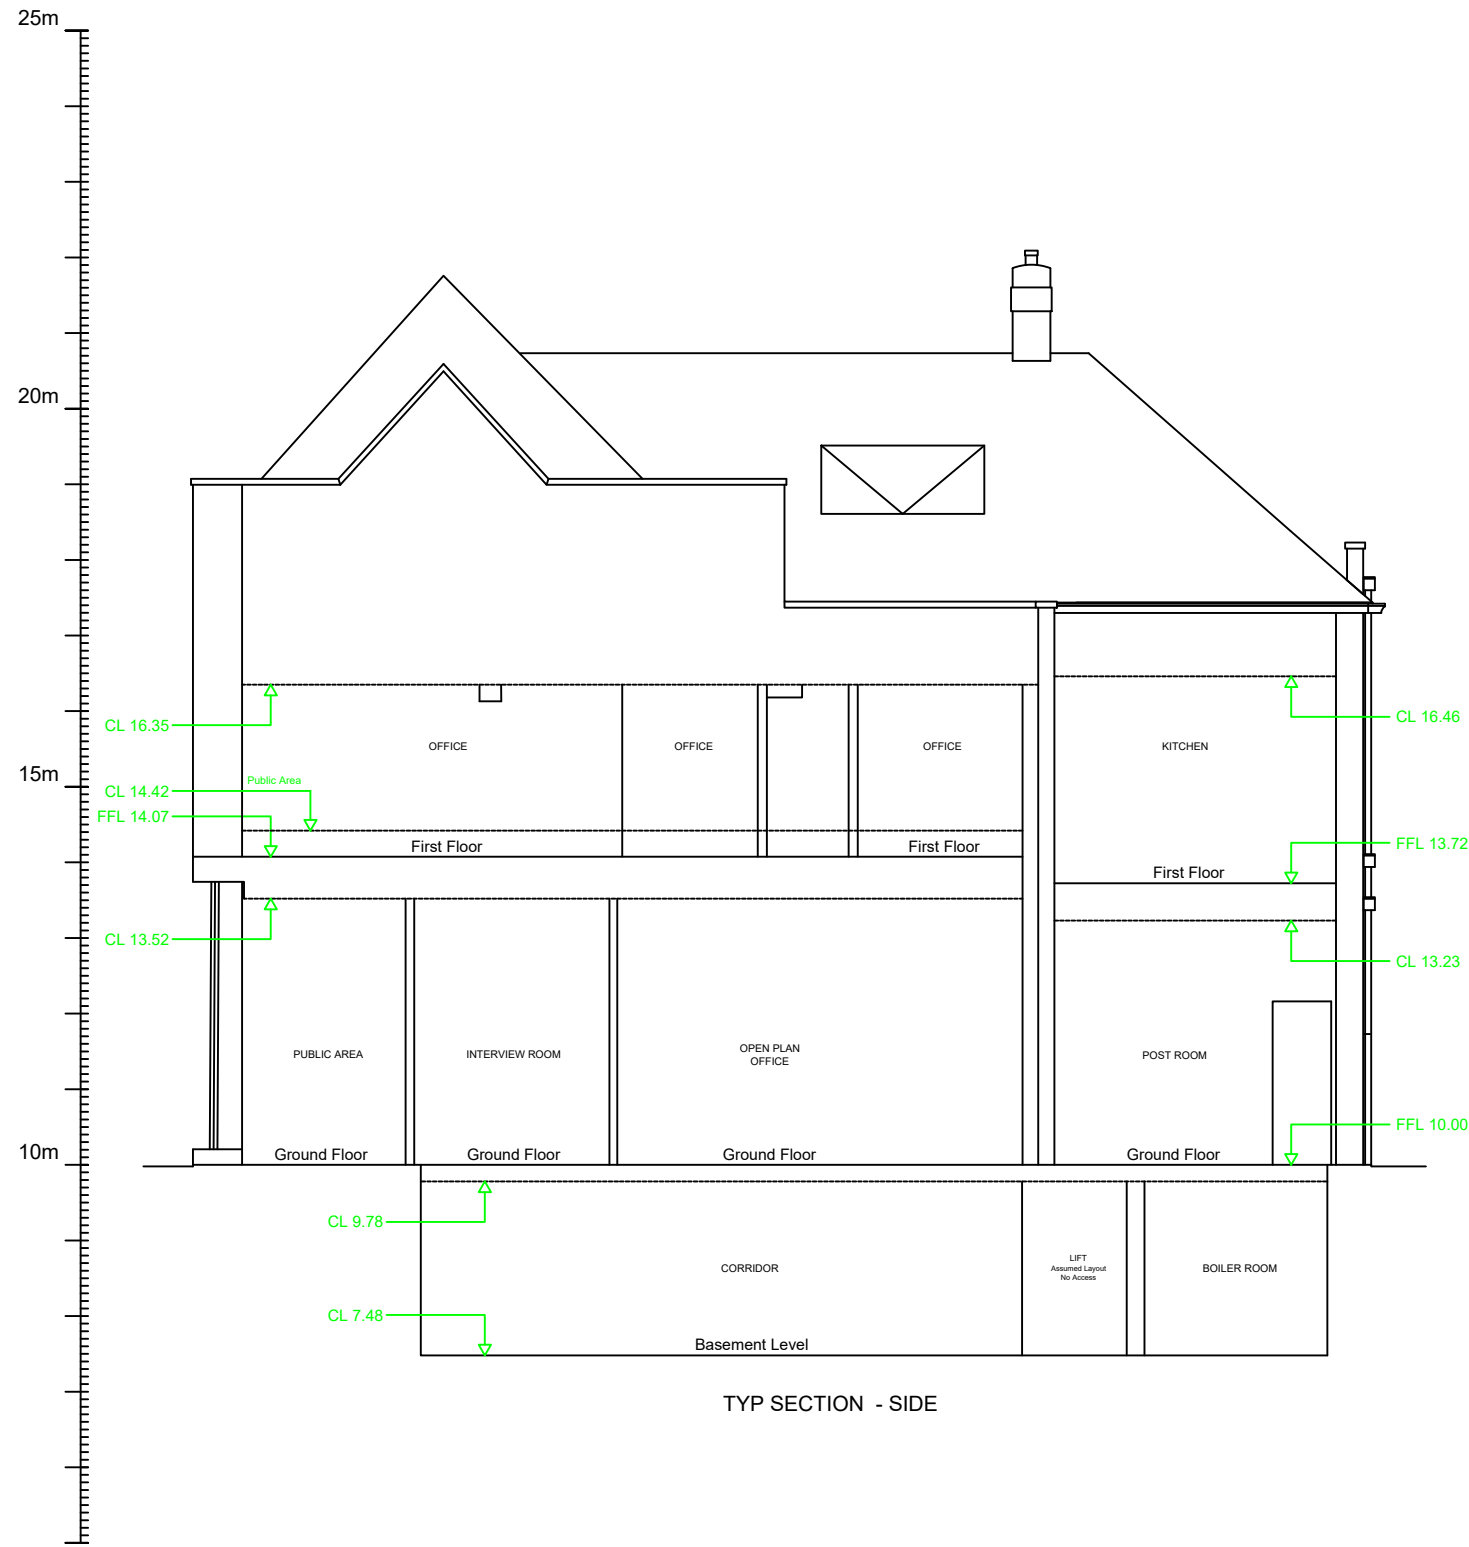 25m
20m
CL 16.35
CL 16.46
OFFICE
OFFICE
OFFICE
KITCHEN
15m
Public Area
CL 14.42
FFL 14.07
First Floor
First Floor
FFL 13.72
First Floor
CL 13.52
CL 13.23
PUBLIC AREA
INTERVIEW ROOM
OPEN PLAN
OFFICE
POST ROOM
FFL 10.00
10m
Ground Floor
Ground Floor
Ground Floor
Ground Floor
CL 9.78
CORRIDOR
LIFT
Assumed Layout
No Access
BOILER ROOM
CL 7.48
Basement Level
TYP SECTION - SIDE